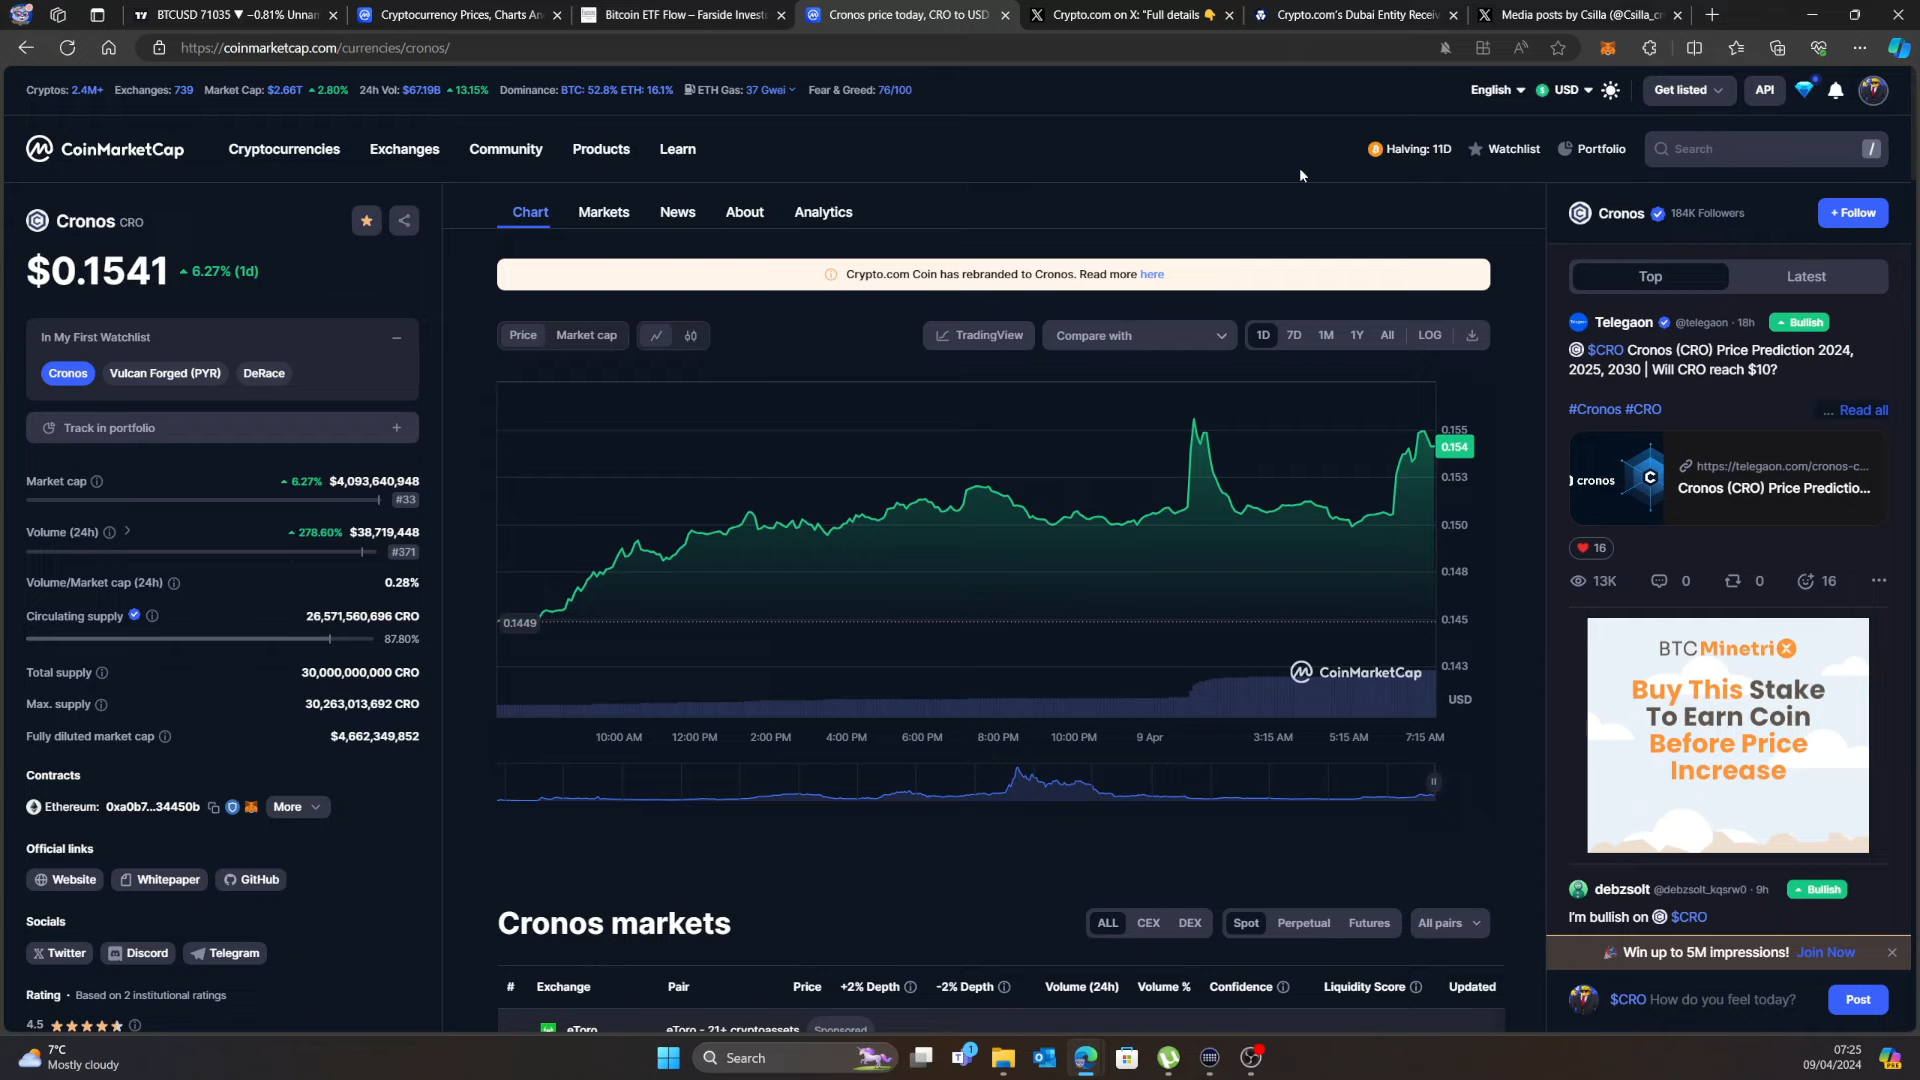 BTCUSD 71035 ▼ −0.81% Unnan
Cryptocurrency Prices, Charts An
Bitcoin ETF Flow – Farside Invest
Cronos price today, CRO to USD
Crypto.com on X: "Full details 👇
Crypto.com's Dubai Entity Receiv
Media posts by Csilla (@Csilla_cr
https://coinmarketcap.com/currencies/cronos/
Cryptos: 2.4M+ Exchanges: 739 Market Cap: $2.66T ▲ 2.80% 24h Vol: $67.19B ▲ 13.15% Dominance: BTC: 52.8% ETH: 16.1% ETH Gas: 37 Gwei Fear & Greed: 76/100
English USD Get listed API
CoinMarketCap Cryptocurrencies Exchanges Community Products Learn
Halving: 11D Watchlist Portfolio Search /
Cronos CRO
$0.1541 ▲ 6.27% (1d)
In My First Watchlist
Cronos Vulcan Forged (PYR) DeRace
Track in portfolio +
Market cap ▲ 6.27% $4,093,640,948
#33
Volume (24h) ▲ 278.60% $38,719,448
#371
Volume/Market cap (24h) 0.28%
Circulating supply 26,571,560,696 CRO
87.80%
Total supply 30,000,000,000 CRO
Max. supply 30,263,013,692 CRO
Fully diluted market cap $4,662,349,852
Contracts
Ethereum: 0xa0b7...34450b More
Official links
Website Whitepaper GitHub
Socials
Twitter Discord Telegram
Rating · Based on 2 institutional ratings
4.5
Chart Markets News About Analytics
Crypto.com Coin has rebranded to Cronos. Read more here
Price Market cap
TradingView Compare with 1D 7D 1M 1Y All LOG
0.155
0.154
0.153
0.150
0.148
0.145
0.143
0.1449
CoinMarketCap
USD
10:00 AM 12:00 PM 2:00 PM 4:00 PM 6:00 PM 8:00 PM 10:00 PM 9 Apr 3:15 AM 5:15 AM 7:15 AM
Cronos markets
ALL CEX DEX Spot Perpetual Futures All pairs
# Exchange Pair Price +2% Depth -2% Depth Volume (24h) Volume % Confidence Liquidity Score Updated
eToro eToro - 21+ cryptoassets Sponsored
Cronos 184K Followers + Follow
Top Latest
Telegaon @telegaon · 18h Bullish
$CRO Cronos (CRO) Price Prediction 2024,
2025, 2030 | Will CRO reach $10?
#Cronos #CRO ... Read all
cronos
https://telegaon.com/cronos-c...
Cronos (CRO) Price Predictio...
16
13K 0 0 16
BTCMinetriX
Buy This Stake
To Earn Coin
Before Price
Increase
debzsolt @debzsolt_kqsrw0 · 9h Bullish
I'm bullish on $CRO
Win up to 5M impressions! Join Now
$CRO How do you feel today? Post
7°C
Mostly cloudy
Search
1
07:25
09/04/2024